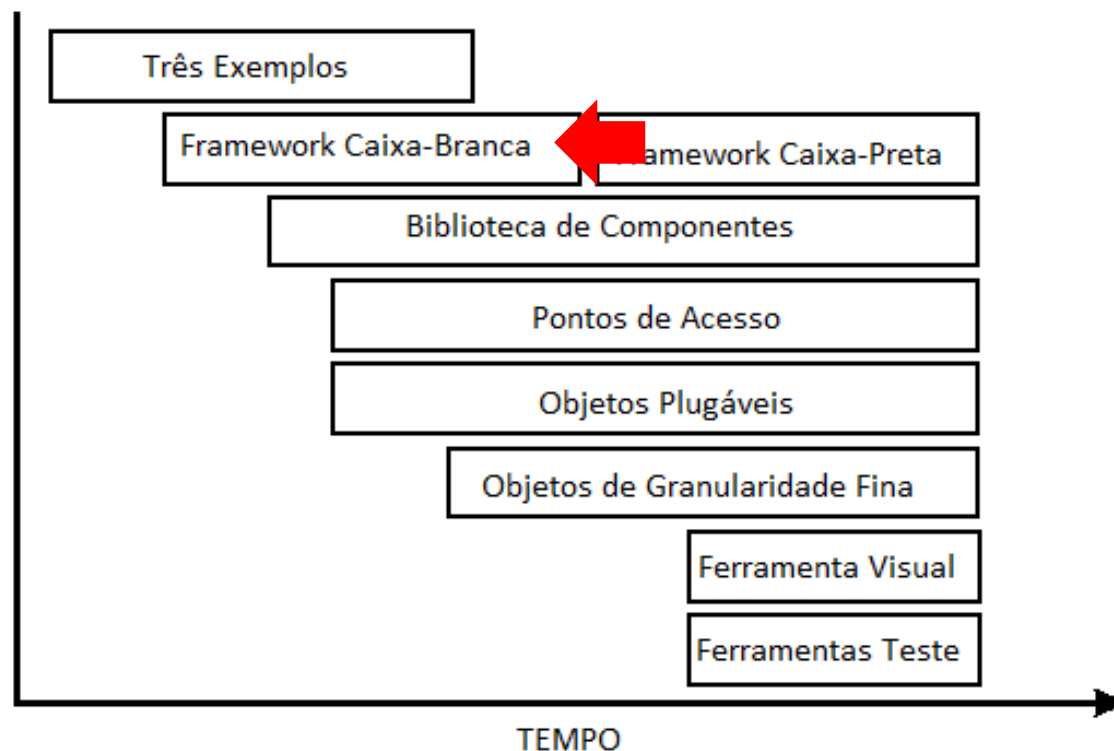 Três Exemplos
Framework Caixa-Branca
Framework Caixa-Preta
Biblioteca de Componentes
Pontos de Acesso
Objetos Plugáveis
Objetos de Granularidade Fina
Ferramenta Visual
Ferramentas Teste
TEMPO